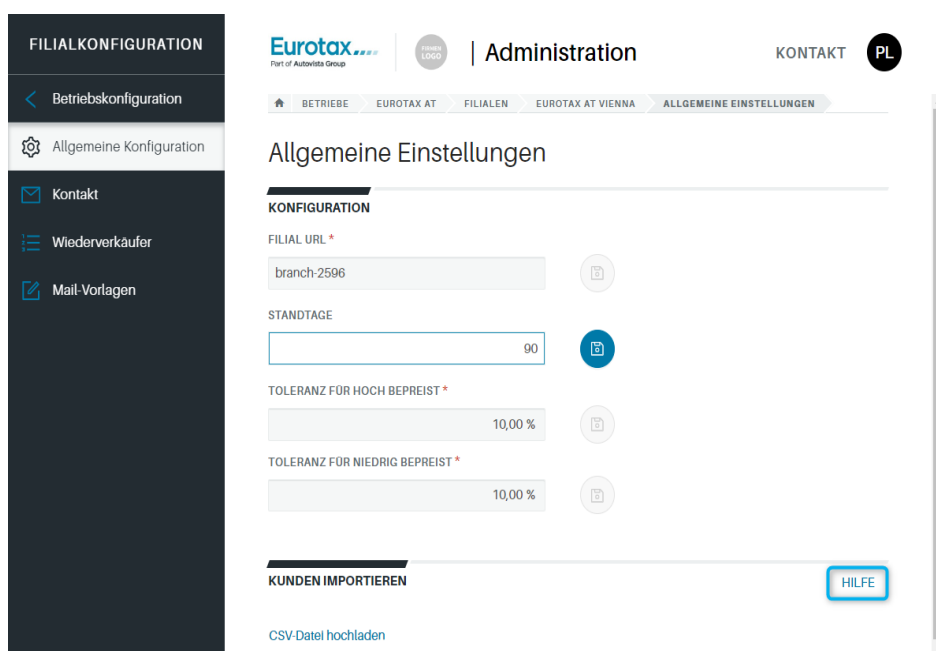 FILIALKONFIGURATION
Betriebskonfiguration
Allgemeine Konfiguration
Kontakt
Wiederverkäufer
Mail-Vorlagen
Eurotax....
Part of Autovista Group
FIRMEN
LOGO
| Administration
KONTAKT
PL
BETRIEBE
EUROTAX AT
FILIALEN
EUROTAX AT VIENNA
ALLGEMEINE EINSTELLUNGEN
Allgemeine Einstellungen
KONFIGURATION
FILIAL URL *
branch-2596
STANDTAGE
90
TOLERANZ FÜR HOCH BEPREIST *
10,00 %
TOLERANZ FÜR NIEDRIG BEPREIST *
10,00 %
KUNDEN IMPORTIEREN
HILFE
CSV-Datei hochladen